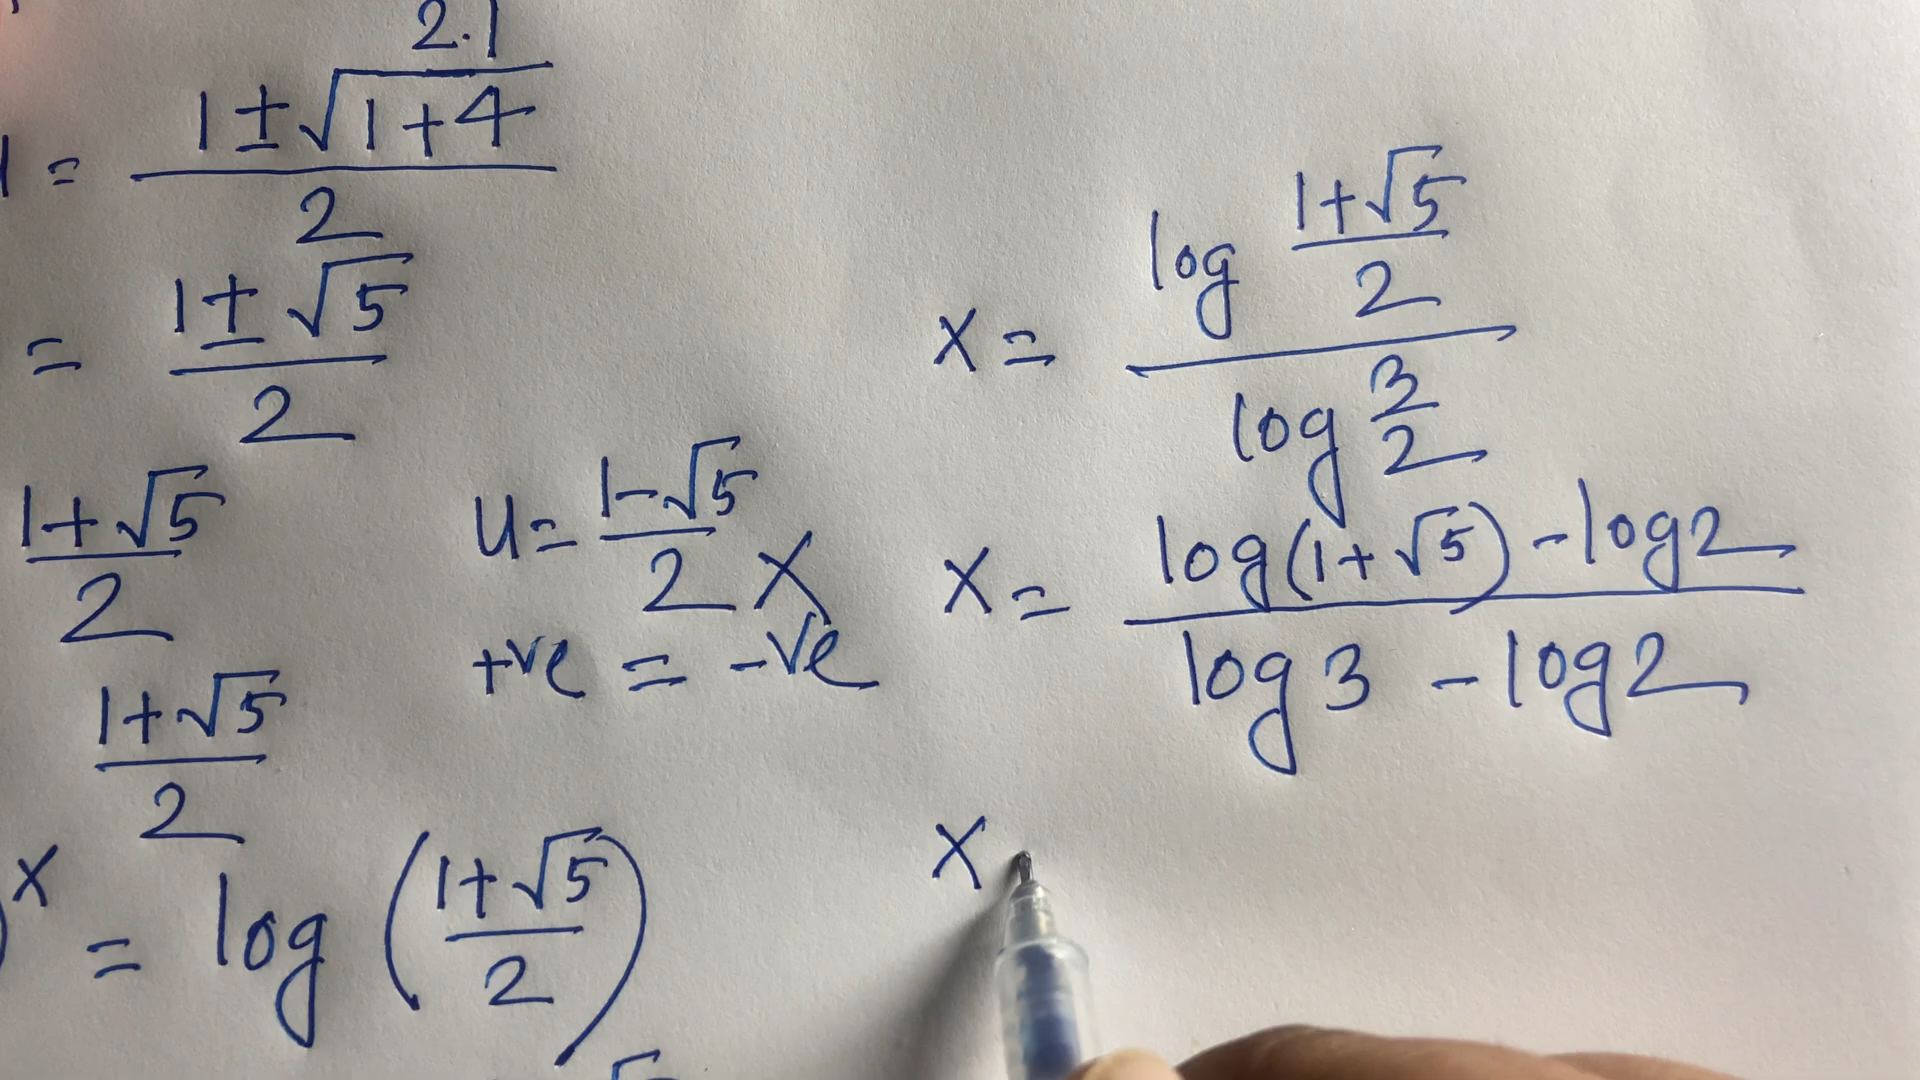 2.1
= (1 ± √(1+4)) / 2
= (1 ± √5) / 2
(1+√5) / 2
u = (1-√5) / 2 X
+ve = -ve
(1+√5) / 2
x = log ((1+√5) / 2)
x = (log (1+√5)/2) / (log 3/2)
x = (log(1+√5) - log2) / (log3 - log2)
x